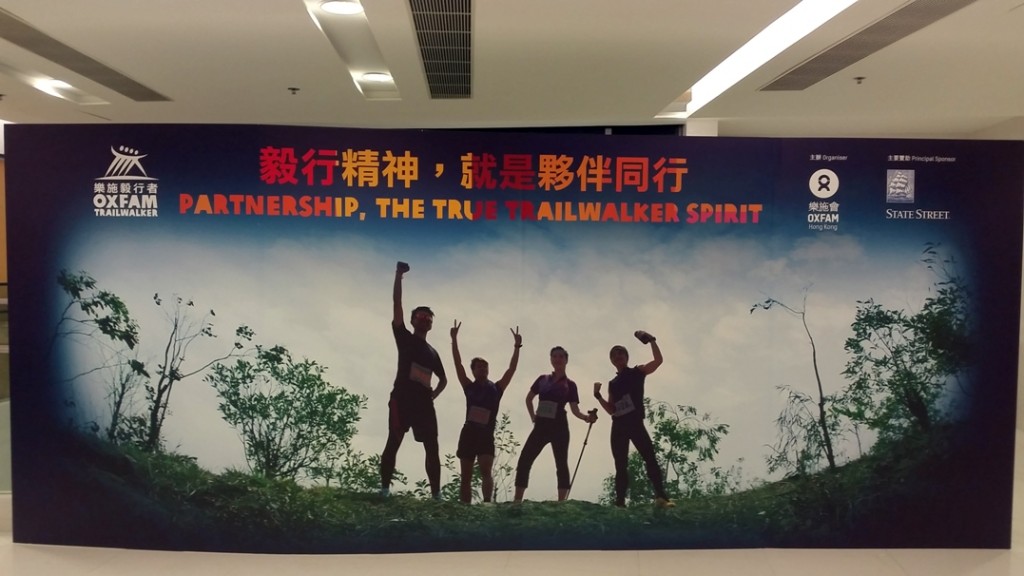 樂施毅行者
OXFAM
TRAILWALKER
毅行精神，就是夥伴同行
PARTNERSHIP, THE TRUE TRAILWALKER SPIRIT
主辦 Organiser
樂施會
OXFAM
Hong Kong
主要贊助 Principal Sponsor
STATE STREET.